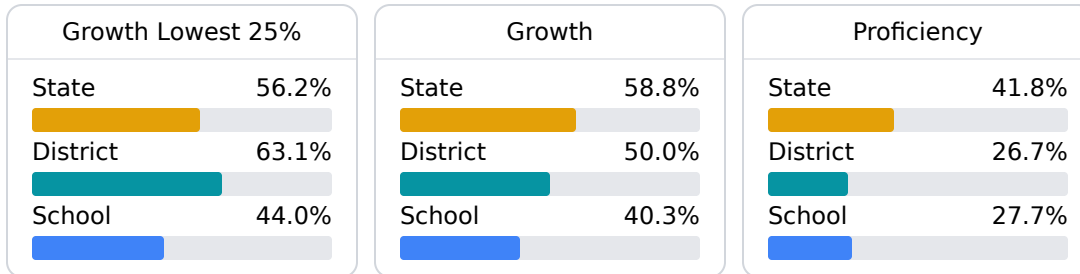 Growth Lowest 25%
State 56.2%
District 63.1%
School 44.0%
Growth
State 58.8%
District 50.0%
School 40.3%
Proficiency
State 41.8%
District 26.7%
School 27.7%